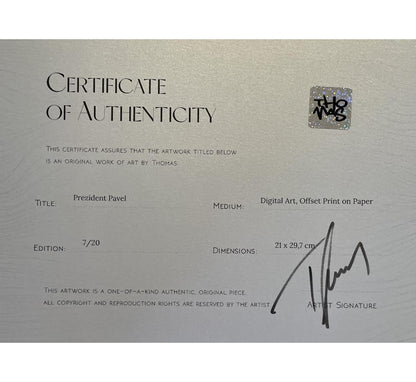 CERTIFICATE
OF AUTHENTICITY
THO
MAS
THIS CERTIFICATE ASSURES THAT THE ARTWORK TITLED BELOW
IS AN ORIGINAL WORK OF ART BY THOMAS
TITLE: Prezident Pavel
MEDIUM: Digital Art, Offset Print on Paper
EDITION: 7/20
DIMENSIONS: 21 x 29,7 cm
THIS ARTWORK IS A ONE-OF-A-KIND AUTHENTIC, ORIGINAL PIECE.
ALL COPYRIGHT AND REPRODUCTION RIGHTS ARE RESERVED BY THE ARTIST
ARTIST SIGNATURE